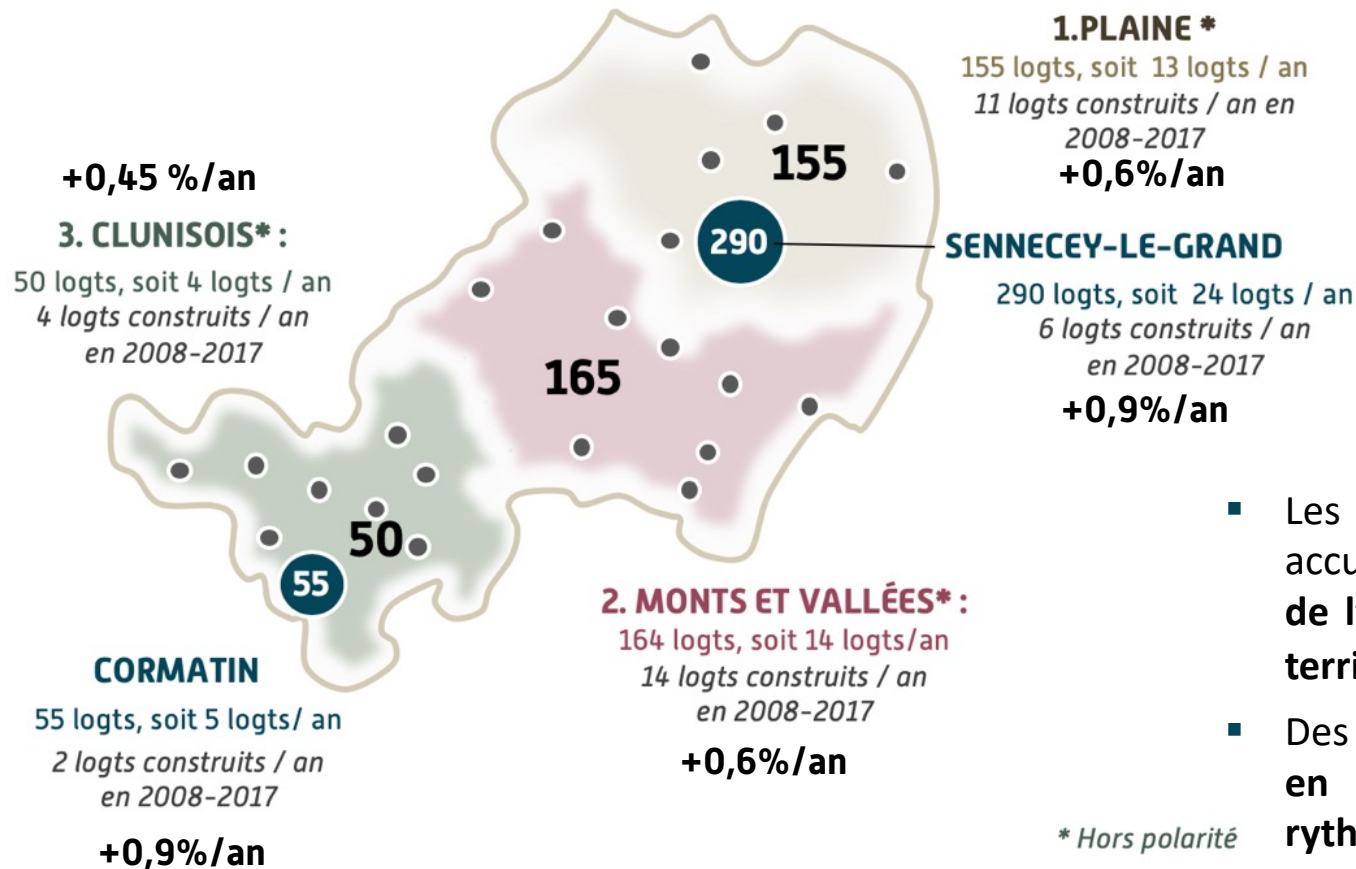 1.PLAINE *
155 logts, soit 13 logts / an
11 logts construits / an en
2008-2017
+0,6%/an
155
+0,45 %/an
3. CLUNISOIS* :
50 logts, soit 4 logts / an
4 logts construits / an
en 2008-2017
290
SENNECEY-LE-GRAND
290 logts, soit 24 logts / an
6 logts construits / an
en 2008-2017
+0,9%/an
165
50
55
2. MONTS ET VALLÉES* :
164 logts, soit 14 logts/an
14 logts construits / an
en 2008-2017
+0,6%/an
CORMATIN
55 logts, soit 5 logts/ an
2 logts construits / an
en 2008-2017
+0,9%/an
* Hors polarité
▪ Les
accu
de l'
terri
▪ Des
en
ryth